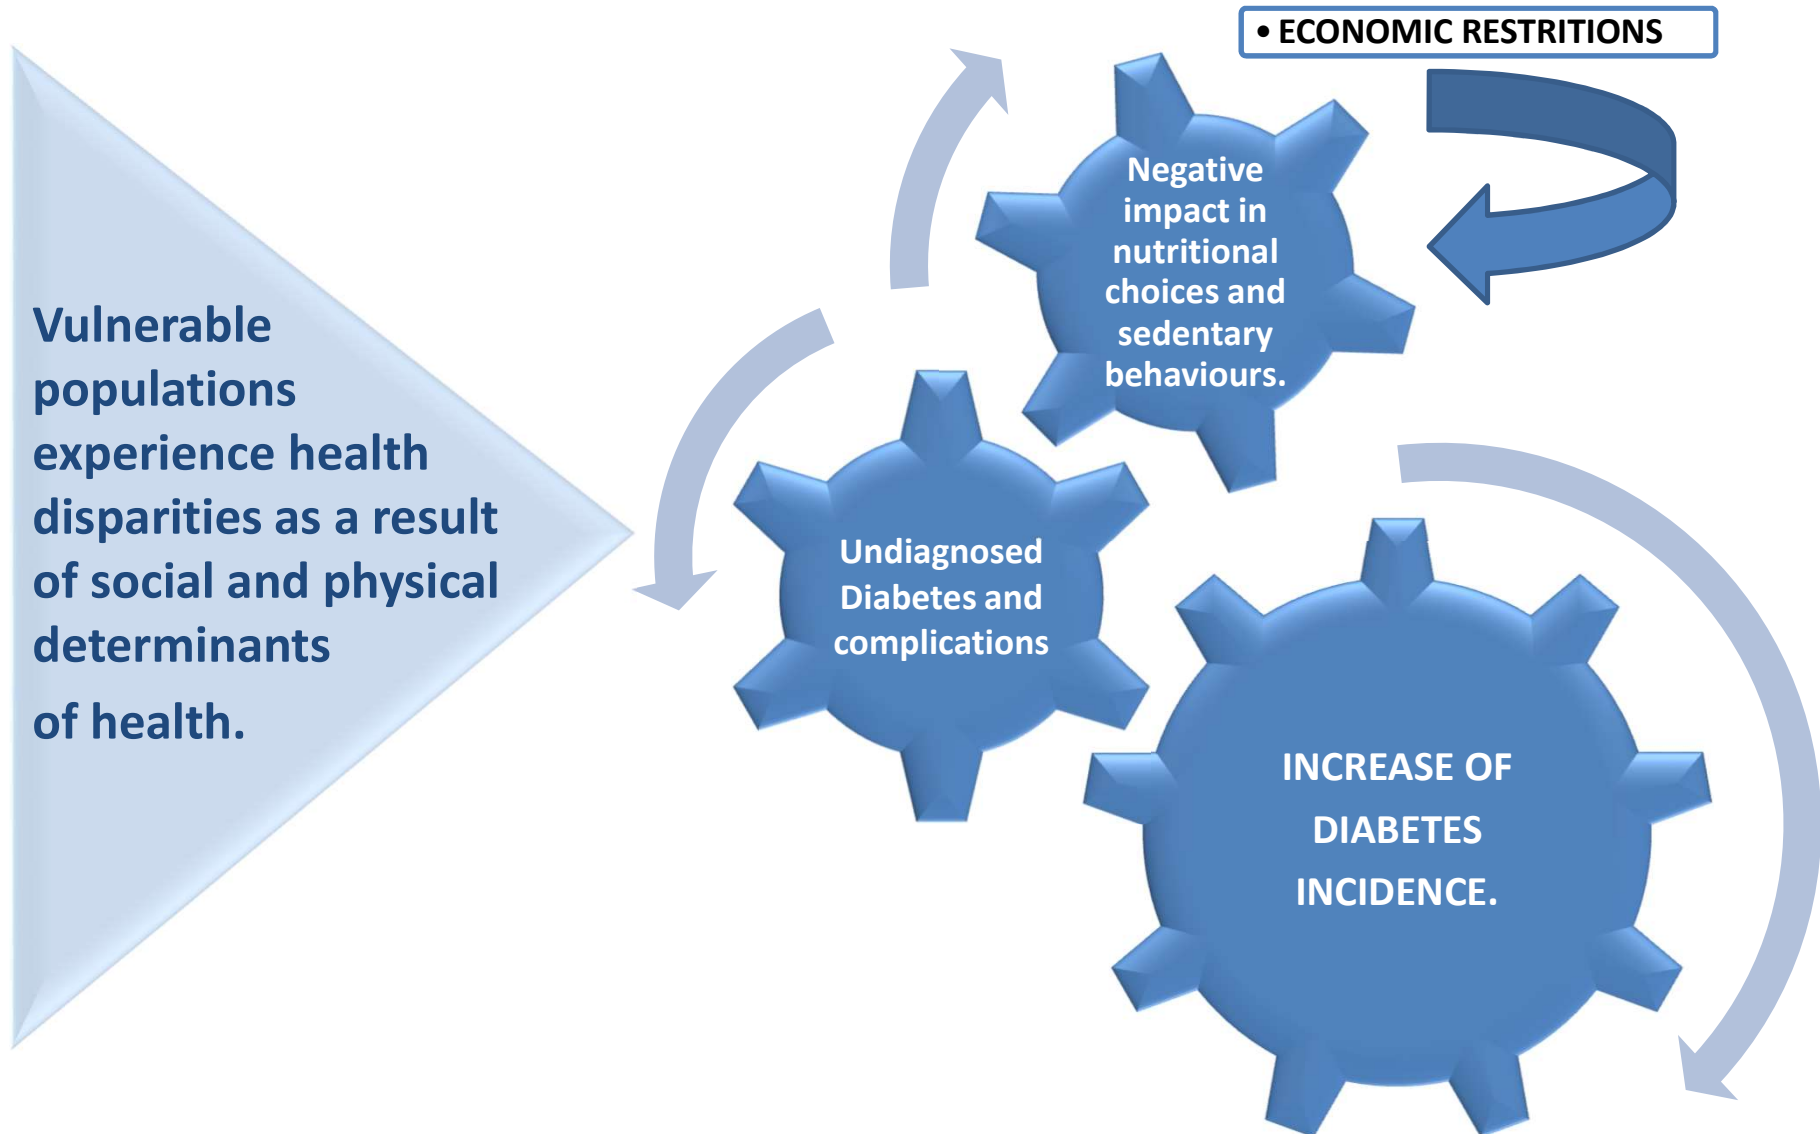 • ECONOMIC RESTRITIONS
Vulnerable
populations
experience health
disparities as a result
of social and physical
determinants
of health.
Negative
impact in
nutritional
choices and
sedentary
behaviours.
Undiagnosed
Diabetes and
complications
INCREASE OF
DIABETES
INCIDENCE.